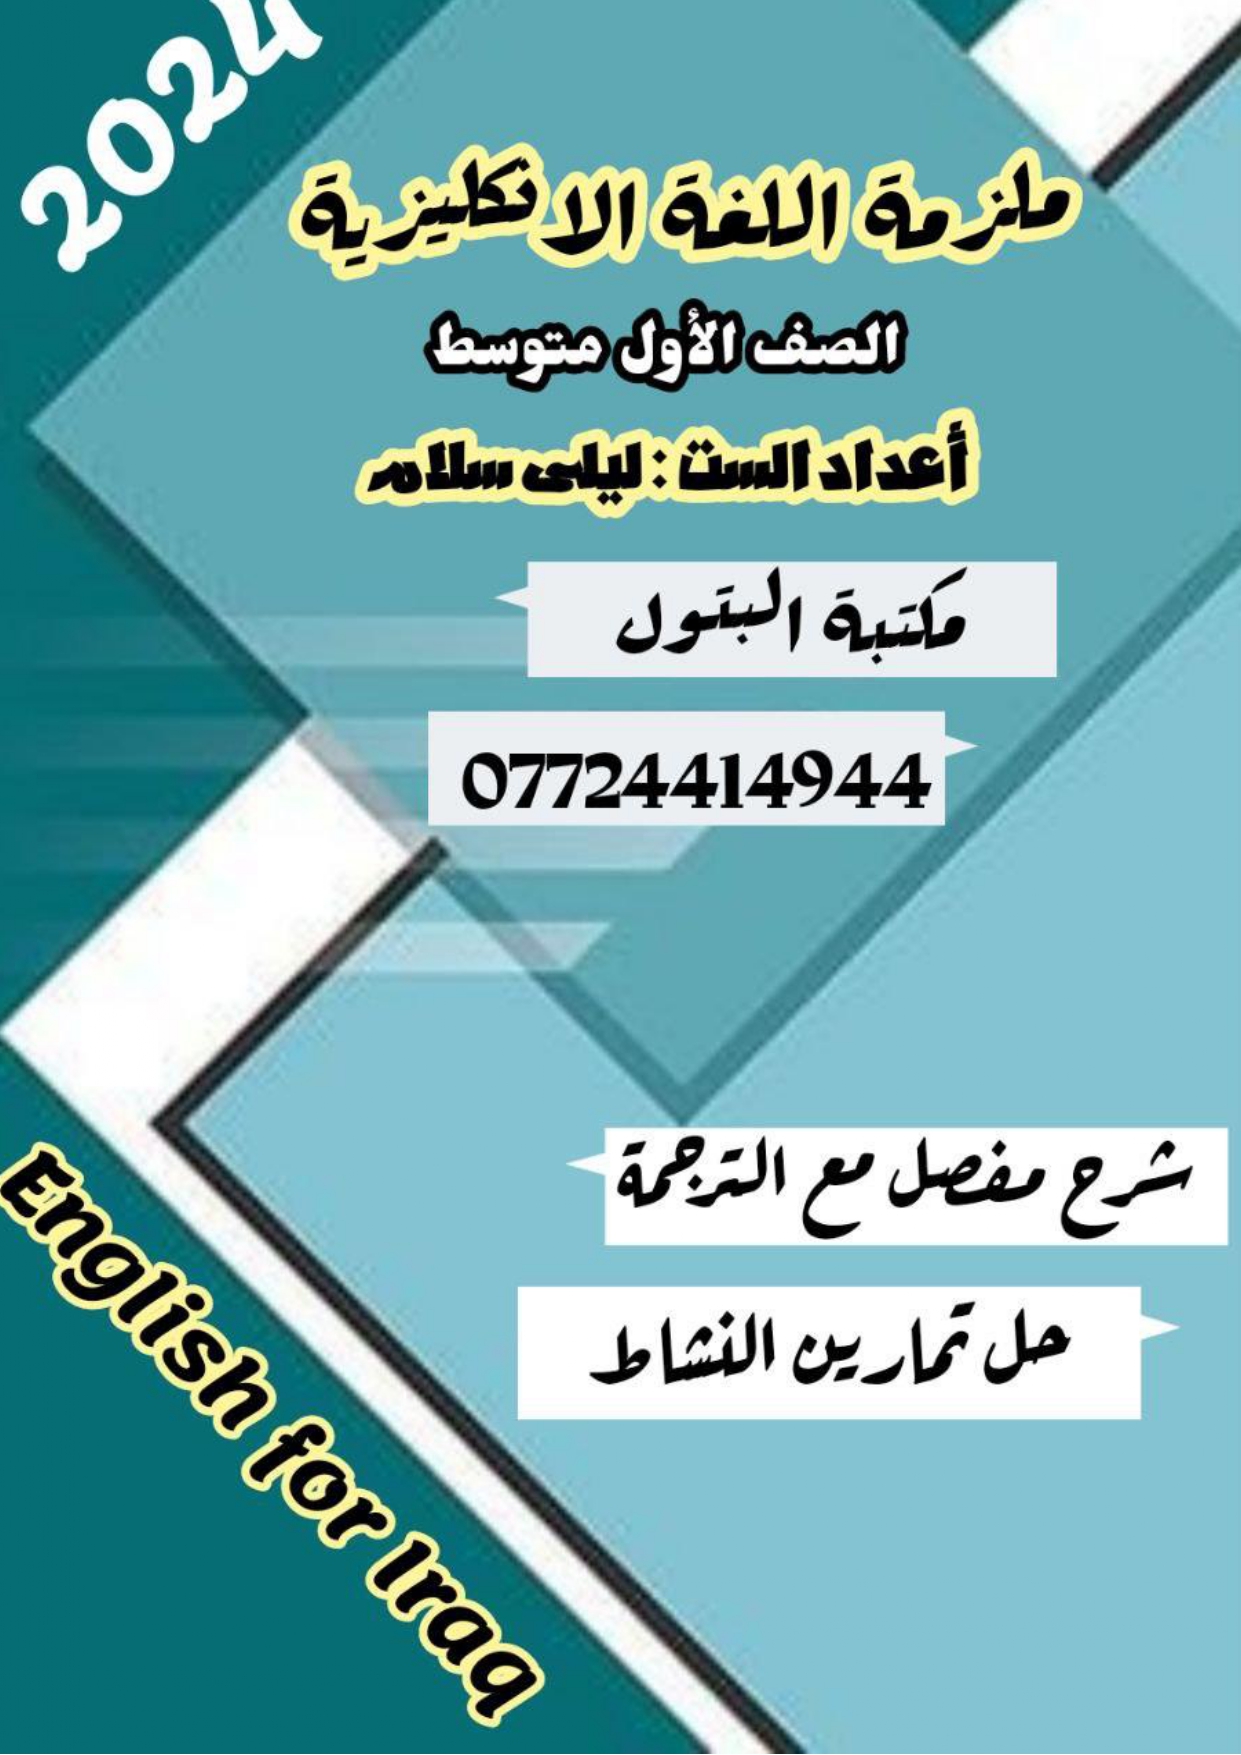 2024
ملزمة اللغة الانكليزية
الصف الأول متوسط
أعداد الست : ليلى سلام
مكتبة البتول
07724414944
شرح مفصل مع الترجمة
حل تمارين النشاط
English for Iraq